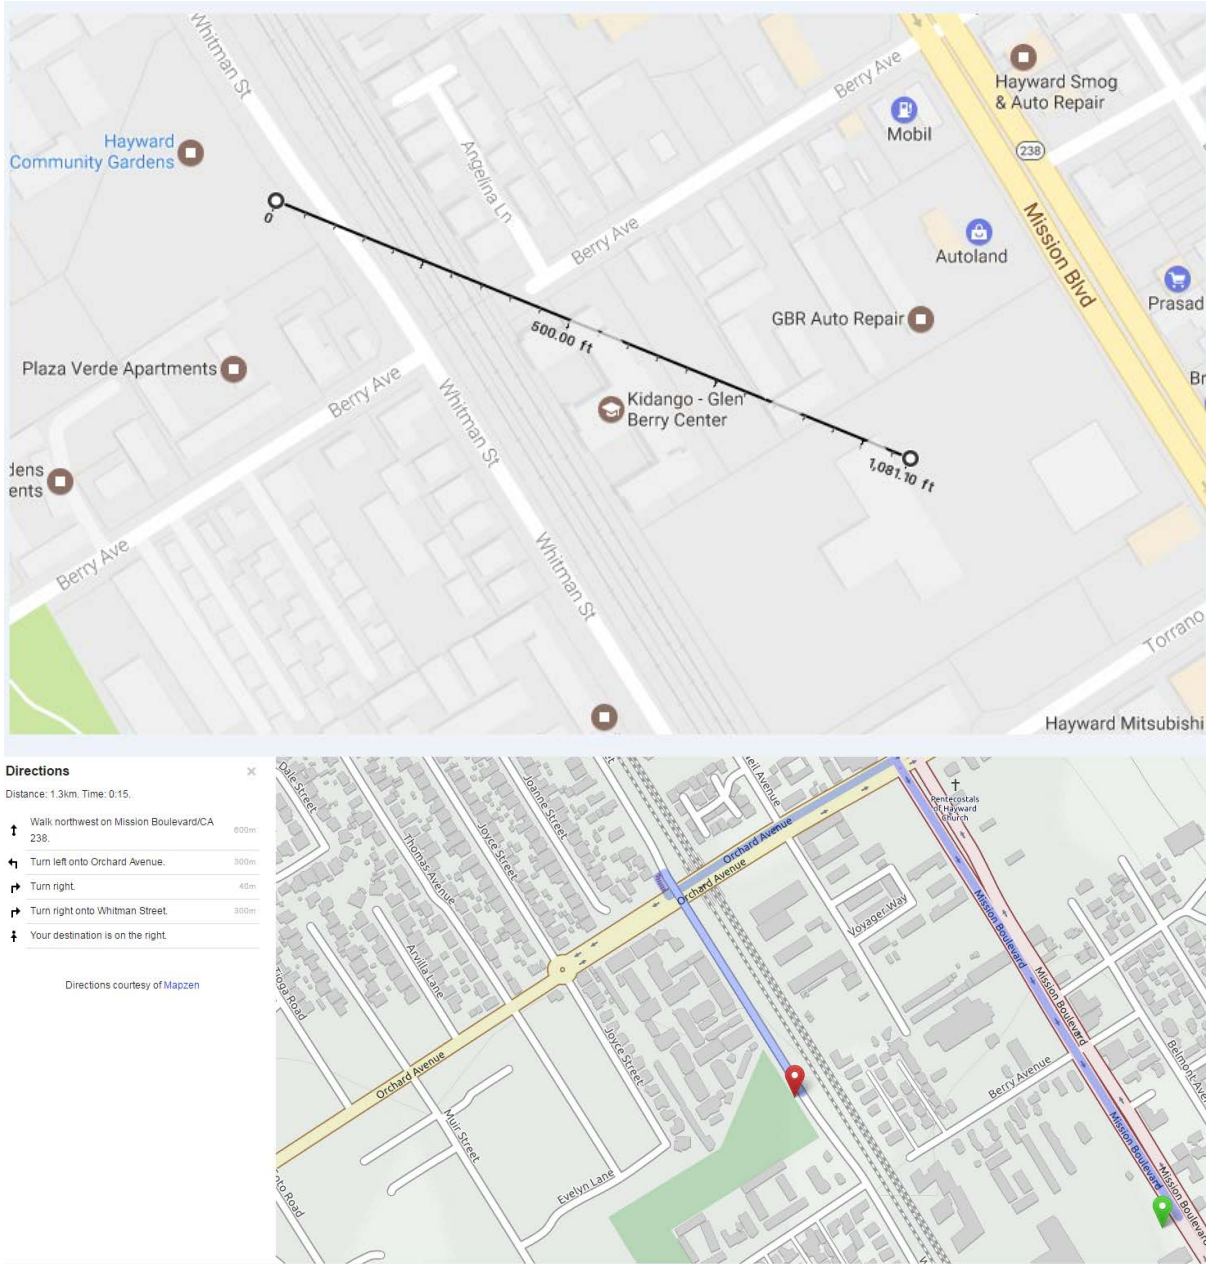 Whitman St
Berry Ave
Hayward Smog
& Auto Repair
Mobil
238
Hayward
Community Gardens
Angelina Ln
0
Berry Ave
Mission Blvd
Autoland
Prasad
500.00 ft
GBR Auto Repair
Plaza Verde Apartments
Berry Ave
Whitman St
Kidango - Glen
Berry Center
Br
1,081.10 ft
dens
ents
Berry Ave
Whitman St
Torrano
Hayward Mitsubishi
Directions
×
Distance: 1.3km. Time: 0:15.
Walk northwest on Mission Boulevard/CA
238.
600m
Turn left onto Orchard Avenue.
300m
Turn right.
40m
Turn right onto Whitman Street.
300m
Your destination is on the right.
Directions courtesy of Mapzen
Dale Street
Joanne Street
Joyce Street
Thomas Avenue
eil Avenue
Pentecostals
of Hayward
Church
Orchard Avenue
Orchard Avenue
Voyager Way
Mission Boulevard
Mission Boulevard
Arvilla Lane
Tioga Road
Joyce Street
Orchard Avenue
Muir Street
Evelyn Lane
oto Road
Berry Avenue
Belmont Ave
Mission Boulevard
Mission Boulevard
W